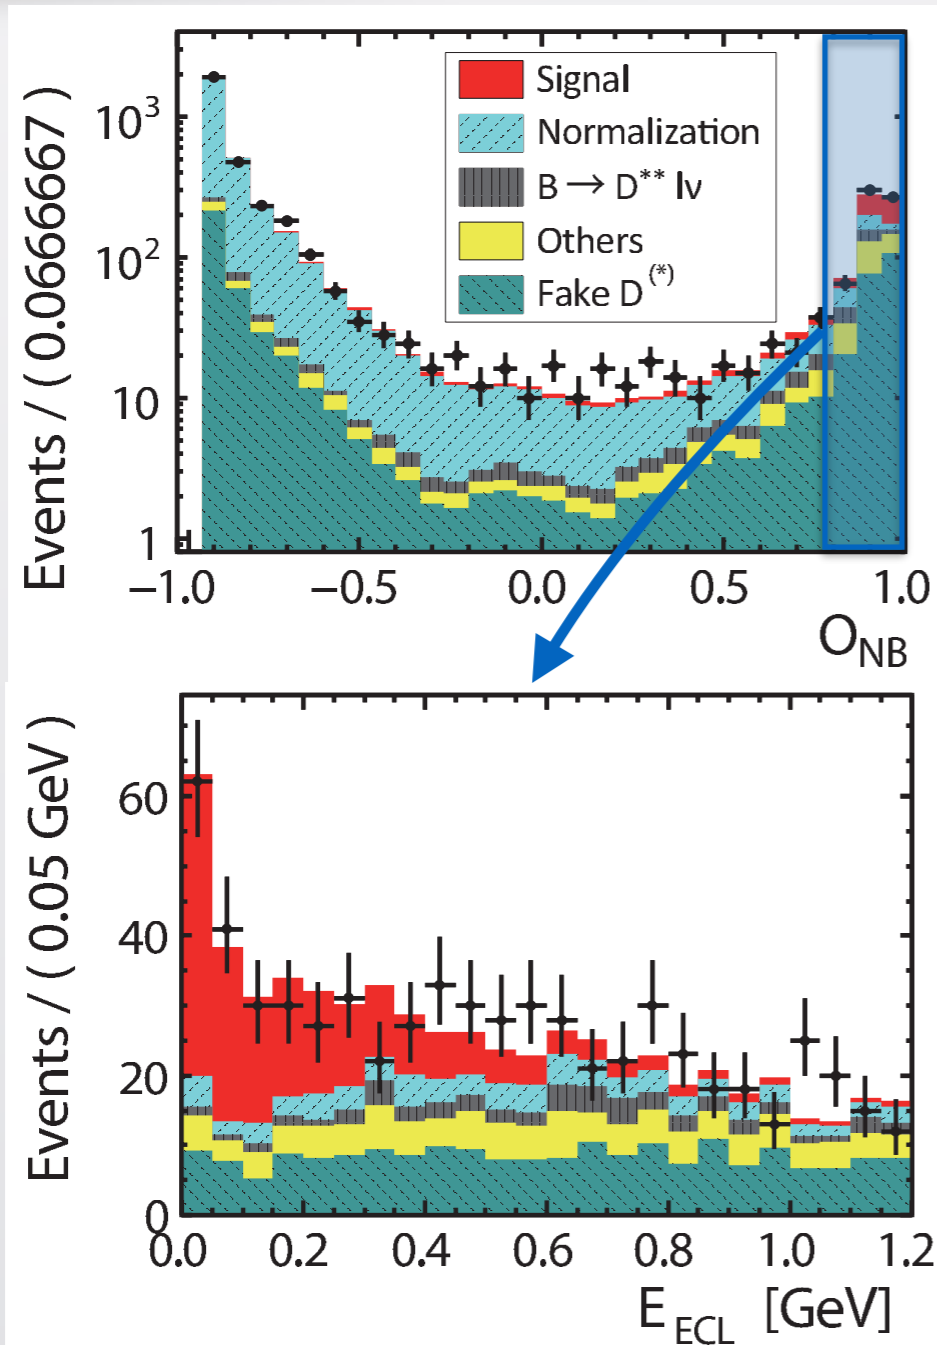 Events / ( 0.0666667 )
10³
10²
10
1
Signal
Normalization
B → D** lν
Others
Fake D(*)
−1.0 −0.5 0.0 0.5 1.0
O_NB
Events / ( 0.05 GeV )
60
40
20
0
0.0 0.2 0.4 0.6 0.8 1.0 1.2
E_ECL [GeV]